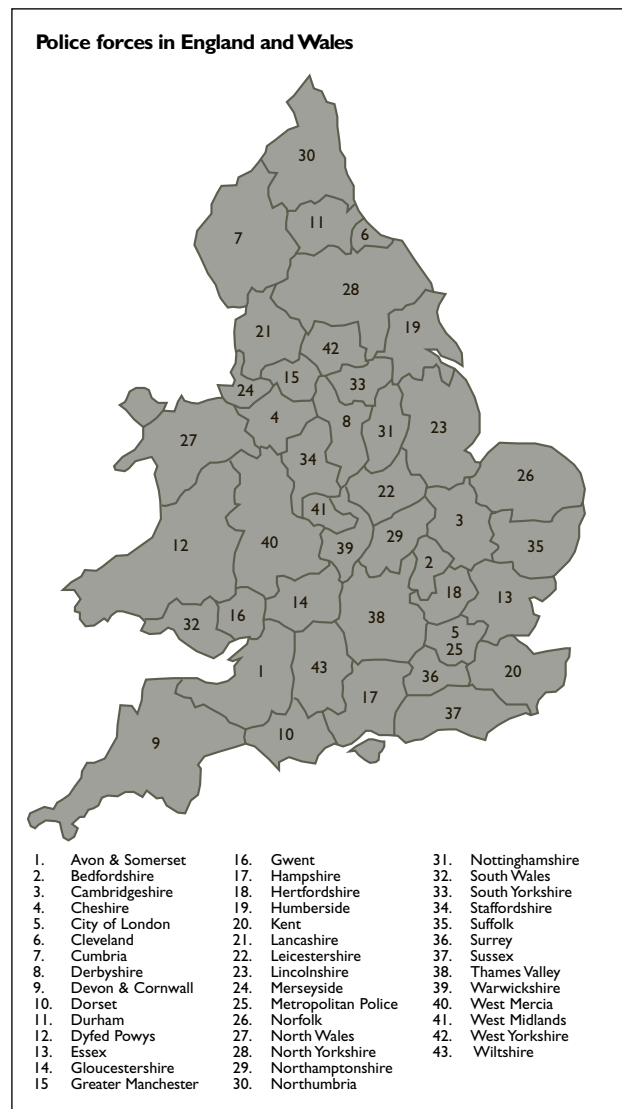 Police forces in England and Wales
30
7
11
6
28
21
42
19
24
15
33
4
8
31
23
27
34
26
22
41
3
12
40
39
29
35
2
32
16
14
18
13
38
5
25
1
43
36
20
17
37
9
10
1. Avon & Somerset
2. Bedfordshire
3. Cambridgeshire
4. Cheshire
5. City of London
6. Cleveland
7. Cumbria
8. Derbyshire
9. Devon & Cornwall
10. Dorset
11. Durham
12. Dyfed Powys
13. Essex
14. Gloucestershire
15 Greater Manchester
16. Gwent
17. Hampshire
18. Hertfordshire
19. Humberside
20. Kent
21. Lancashire
22. Leicestershire
23. Lincolnshire
24. Merseyside
25. Metropolitan Police
26. Norfolk
27. North Wales
28. North Yorkshire
29. Northamptonshire
30. Northumbria
31. Nottinghamshire
32. South Wales
33. South Yorkshire
34. Staffordshire
35. Suffolk
36. Surrey
37. Sussex
38. Thames Valley
39. Warwickshire
40. West Mercia
41. West Midlands
42. West Yorkshire
43. Wiltshire